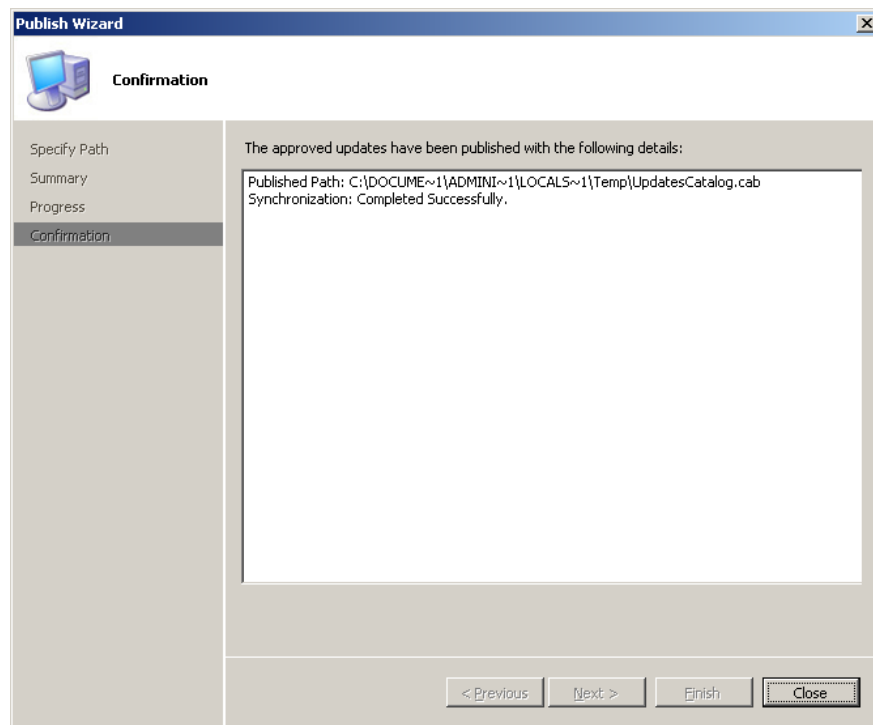 Publish Wizard
Confirmation
Specify Path
Summary
Progress
Confirmation
The approved updates have been published with the following details:
Published Path: C:\DOCUME~1\ADMINI~1\LOCALS~1\Temp\UpdatesCatalog.cab
Synchronization: Completed Successfully.
< Previous
Next >
Finish
Close